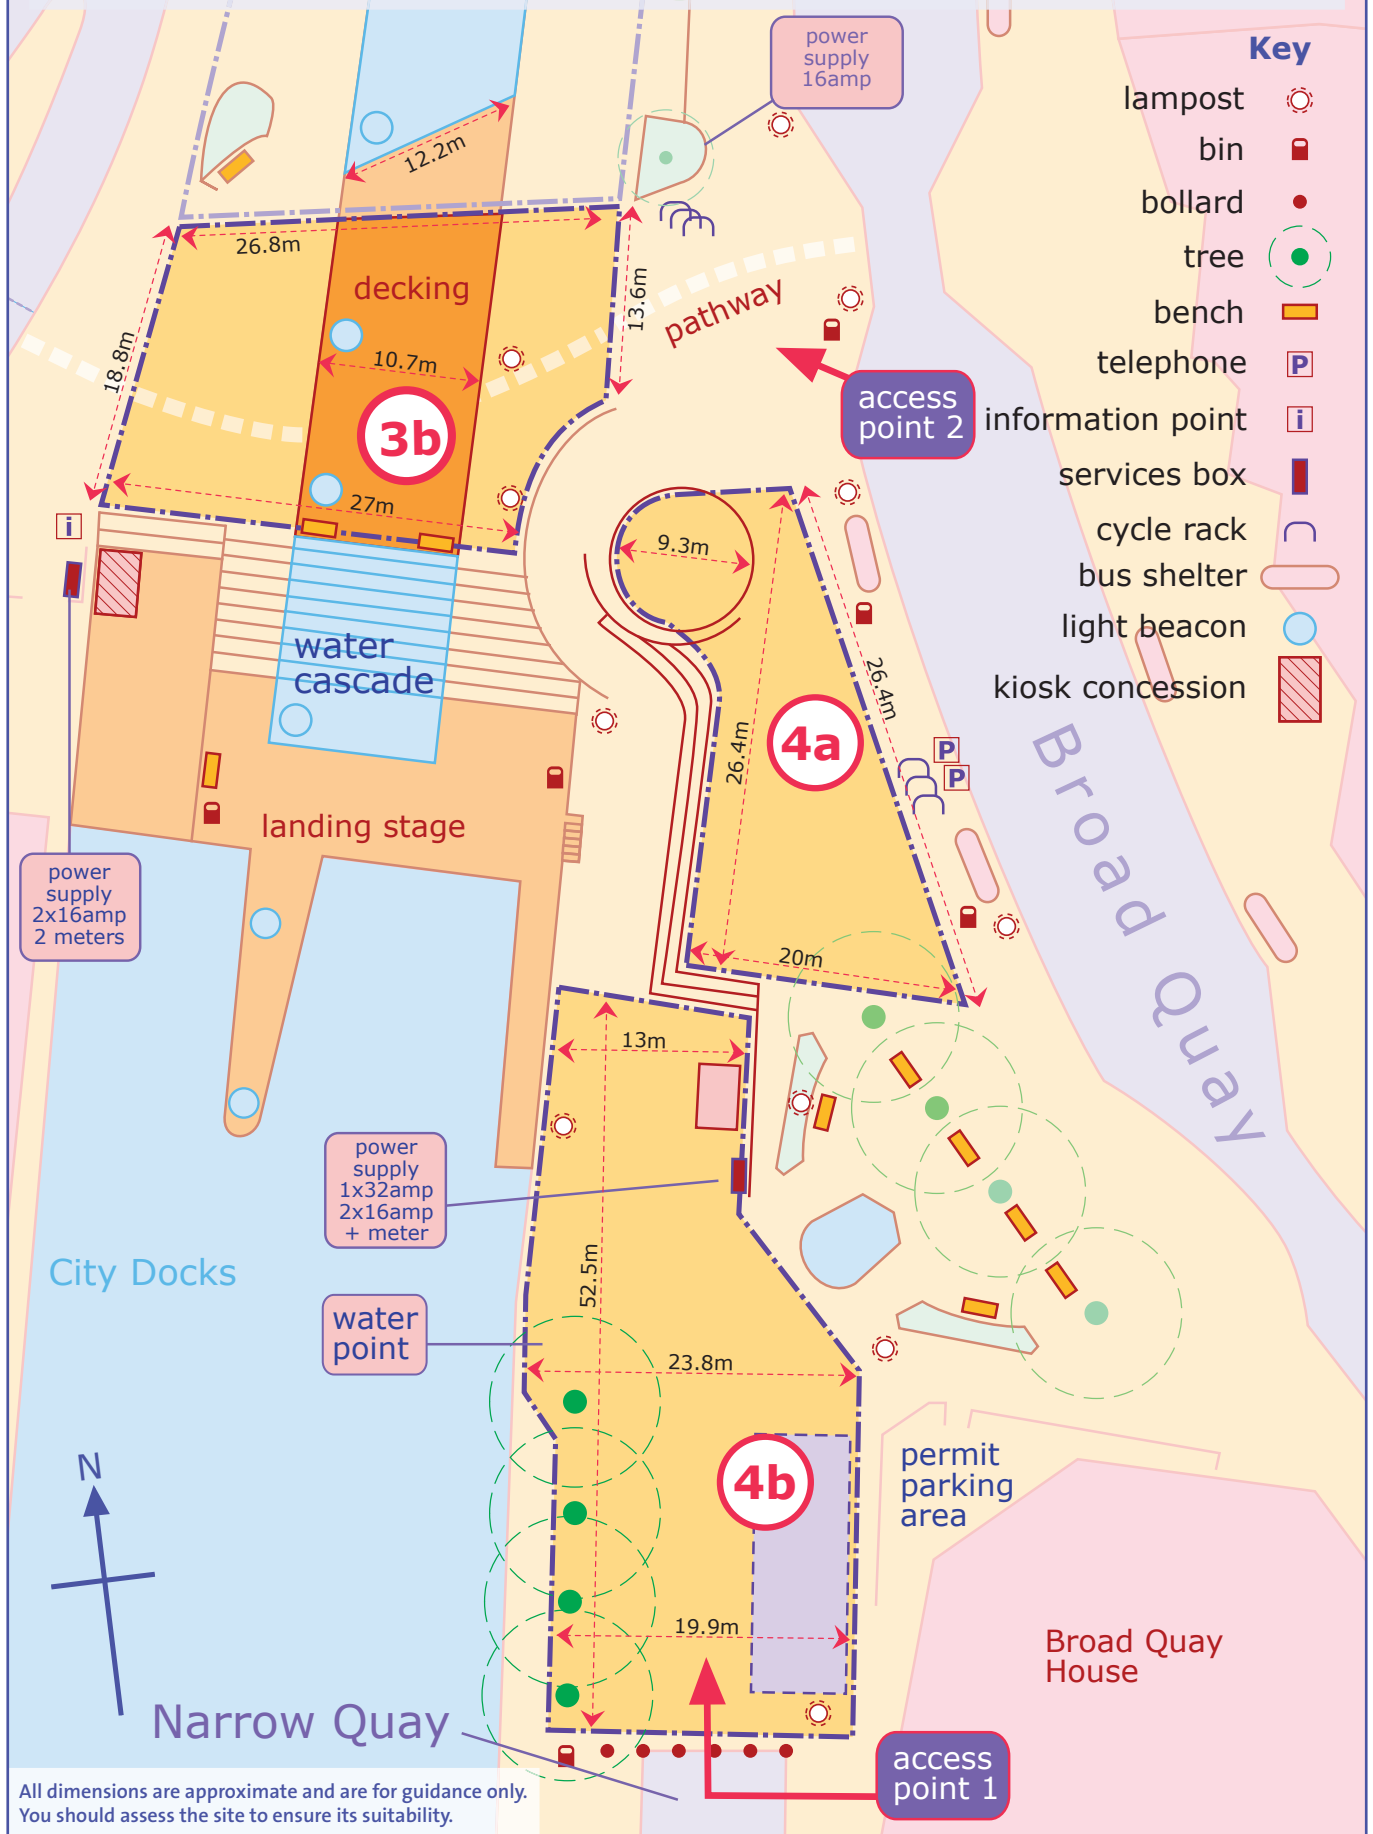 power
supply
16amp
Key
lampost
bin
bollard
tree
bench
telephone
P
information point
i
services box
cycle rack
bus shelter
light beacon
kiosk concession
12.2m
26.8m
decking
13.6m
pathway
18.8m
10.7m
3b
27m
access
point 2
i
9.3m
water
cascade
26.4m
26.4m
4a
P
P
Broad Quay
landing stage
power
supply
2x16amp
2 meters
20m
13m
power
supply
1x32amp
2x16amp
+ meter
52.5m
City Docks
water
point
23.8m
N
4b
permit
parking
area
19.9m
Broad Quay
House
Narrow Quay
access
point 1
All dimensions are approximate and are for guidance only.
You should assess the site to ensure its suitability.